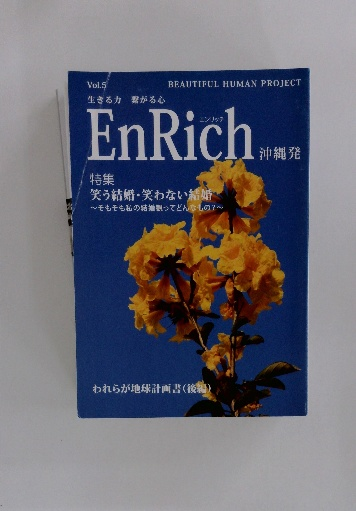 Vol.5
BEAUTIFUL HUMAN PROJECT
生きる力 繋がる心
エンリッチ
EnRich 沖縄発
特集
笑う結婚・笑わない結婚
〜そもそも私の結婚観ってどんなもの？〜
われらが地球計画書（後編）